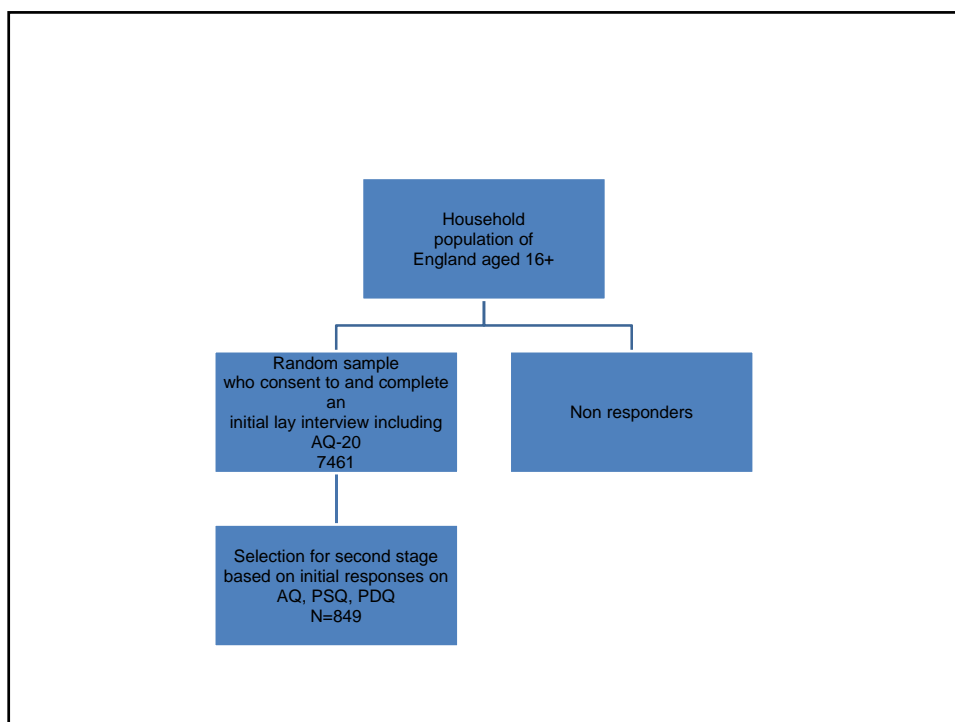 Household
population of
England aged 16+
Random sample
who consent to and complete
an
initial lay interview including
AQ-20
7461
Non responders
Selection for second stage
based on initial responses on
AQ, PSQ, PDQ
N=849